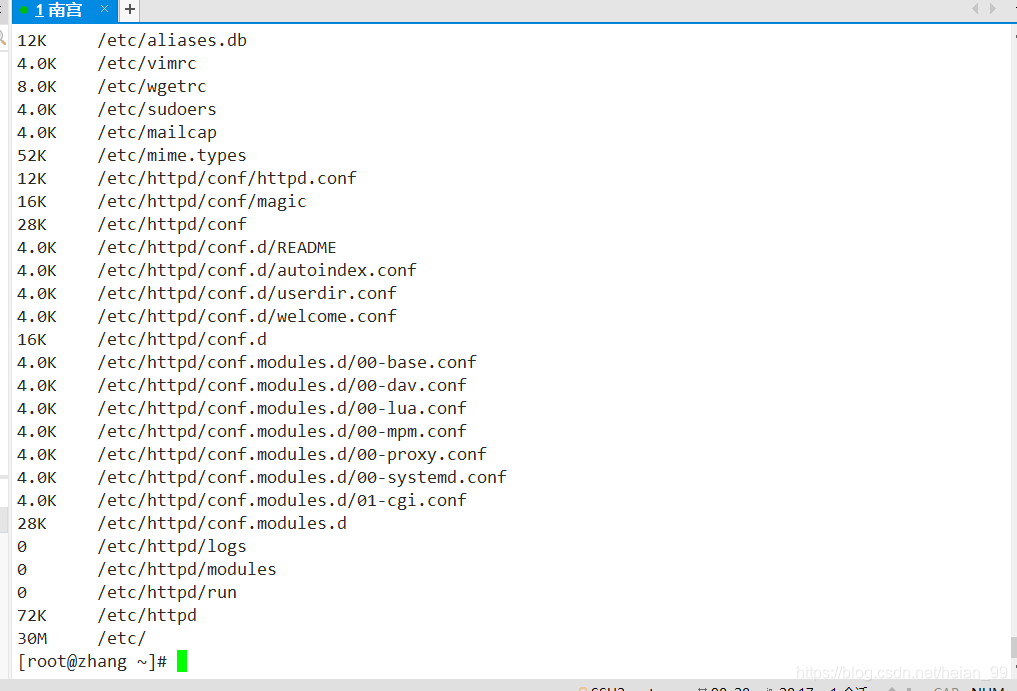 1 南宫 × +
12K /etc/aliases.db
4.0K /etc/vimrc
8.0K /etc/wgetrc
4.0K /etc/sudoers
4.0K /etc/mailcap
52K /etc/mime.types
12K /etc/httpd/conf/httpd.conf
16K /etc/httpd/conf/magic
28K /etc/httpd/conf
4.0K /etc/httpd/conf.d/README
4.0K /etc/httpd/conf.d/autoindex.conf
4.0K /etc/httpd/conf.d/userdir.conf
4.0K /etc/httpd/conf.d/welcome.conf
16K /etc/httpd/conf.d
4.0K /etc/httpd/conf.modules.d/00-base.conf
4.0K /etc/httpd/conf.modules.d/00-dav.conf
4.0K /etc/httpd/conf.modules.d/00-lua.conf
4.0K /etc/httpd/conf.modules.d/00-mpm.conf
4.0K /etc/httpd/conf.modules.d/00-proxy.conf
4.0K /etc/httpd/conf.modules.d/00-systemd.conf
4.0K /etc/httpd/conf.modules.d/01-cgi.conf
28K /etc/httpd/conf.modules.d
0 /etc/httpd/logs
0 /etc/httpd/modules
0 /etc/httpd/run
72K /etc/httpd
30M /etc/
[root@zhang ~]#
https://blog.csdn.net/heian_99